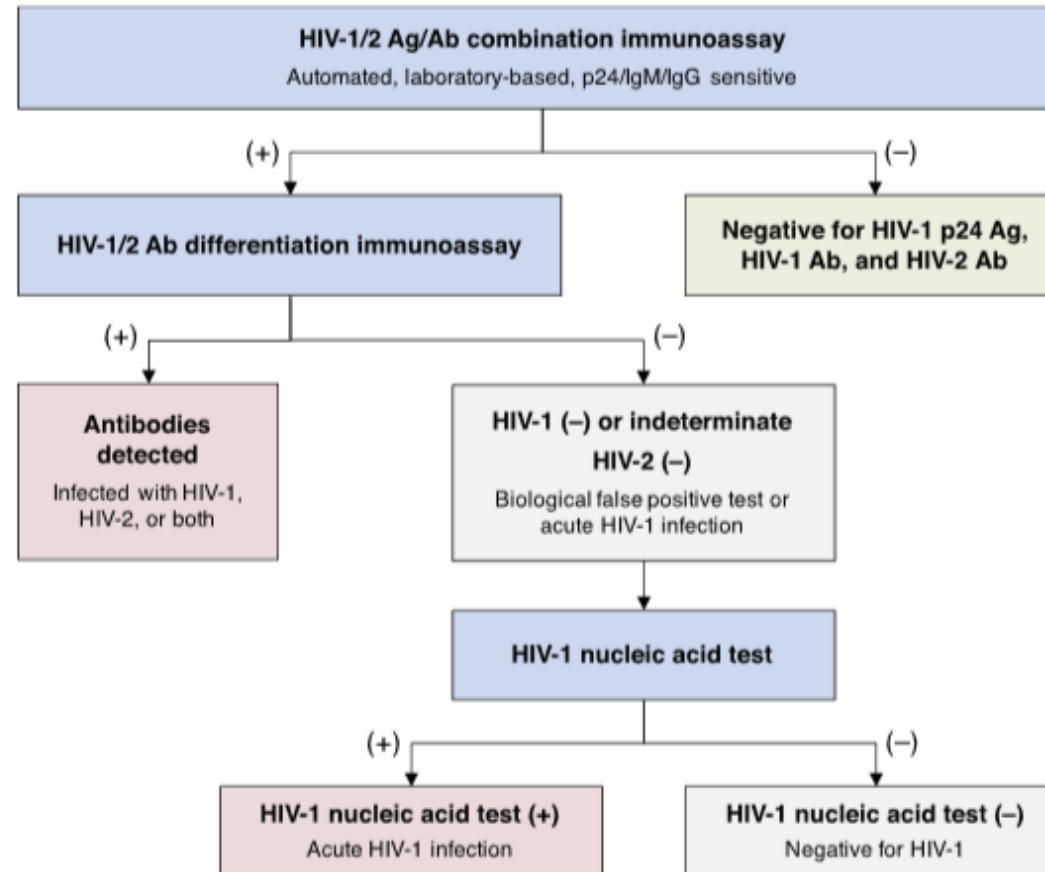 HIV-1/2 Ag/Ab combination immunoassay
Automated, laboratory-based, p24/IgM/IgG sensitive
(+)
(–)
HIV-1/2 Ab differentiation immunoassay
Negative for HIV-1 p24 Ag,
HIV-1 Ab, and HIV-2 Ab
(+)
(–)
Antibodies
detected
Infected with HIV-1,
HIV-2, or both
HIV-1 (–) or indeterminate
HIV-2 (–)
Biological false positive test or
acute HIV-1 infection
HIV-1 nucleic acid test
(+)
(–)
HIV-1 nucleic acid test (+)
Acute HIV-1 infection
HIV-1 nucleic acid test (–)
Negative for HIV-1